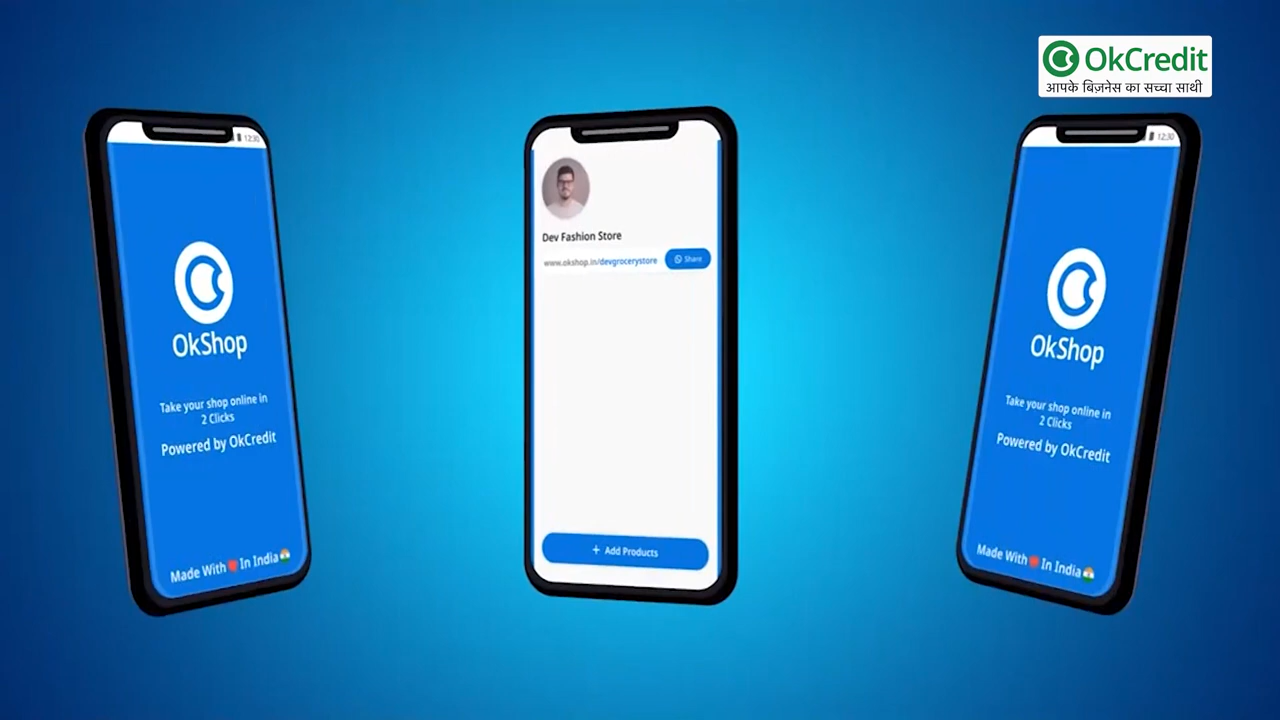 OkCredit
आपके बिज़नेस का सच्चा साथी
12:30
OkShop
Take your shop online in
2 Clicks
Powered by OkCredit
Made With ❤️ In India 🇮🇳
Dev Fashion Store
www.okshop.in/devgrocerystore
Share
+ Add Products
12:30
OkShop
Take your shop online in
2 Clicks
Powered by OkCredit
Made With ❤️ In India 🇮🇳